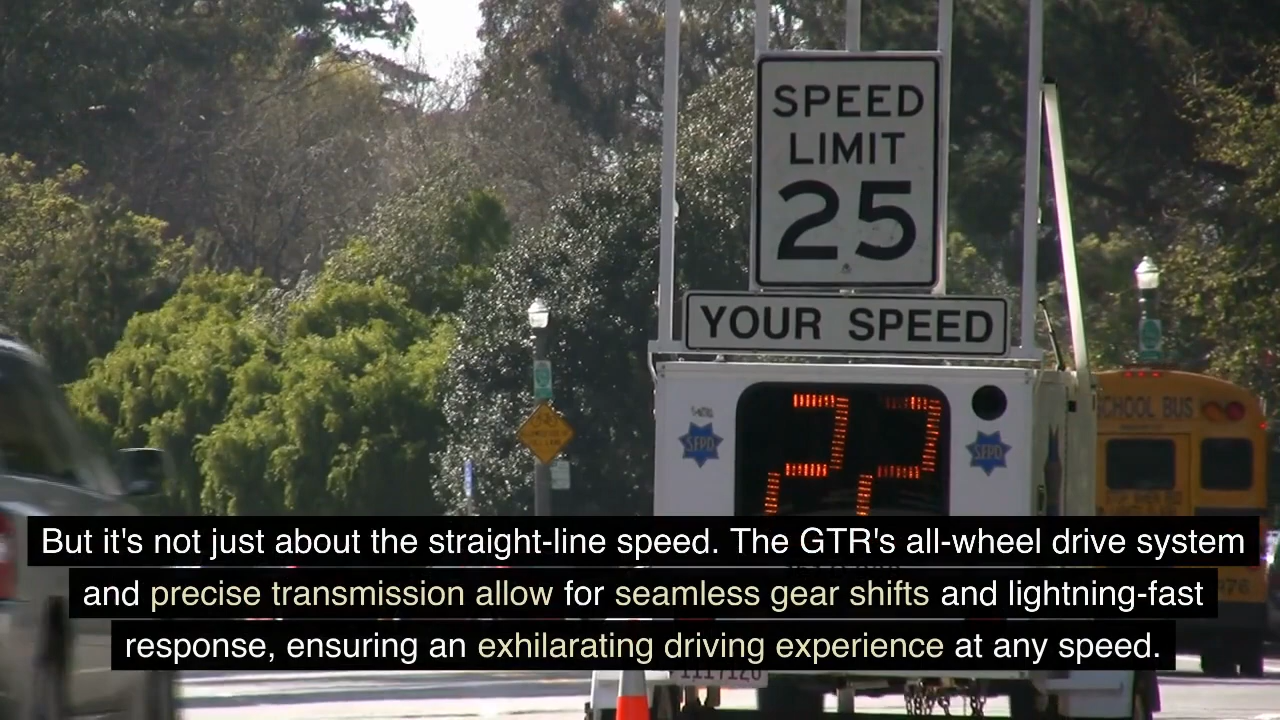 SPEED
LIMIT
25
YOUR SPEED
22
SFPD
SFPD
SCHOOL BUS
But it's not just about the straight-line speed. The GTR's all-wheel drive system
and precise transmission allow for seamless gear shifts and lightning-fast
response, ensuring an exhilarating driving experience at any speed.